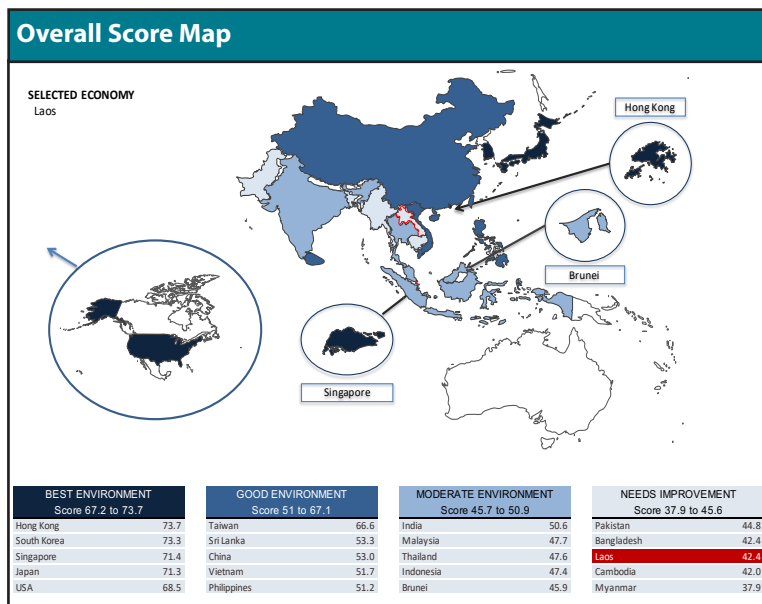 Overall Score Map
SELECTED ECONOMY
Laos
Hong Kong
Brunei
Singapore
BEST ENVIRONMENT
Score 67.2 to 73.7
Hong Kong 73.7
South Korea 73.3
Singapore 71.4
Japan 71.3
USA 68.5
GOOD ENVIRONMENT
Score 51 to 67.1
Taiwan 66.6
Sri Lanka 53.3
China 53.0
Vietnam 51.7
Philippines 51.2
MODERATE ENVIRONMENT
Score 45.7 to 50.9
India 50.6
Malaysia 47.7
Thailand 47.6
Indonesia 47.4
Brunei 45.9
NEEDS IMPROVEMENT
Score 37.9 to 45.6
Pakistan 44.8
Bangladesh 42.4
Laos 42.4
Cambodia 42.0
Myanmar 37.9